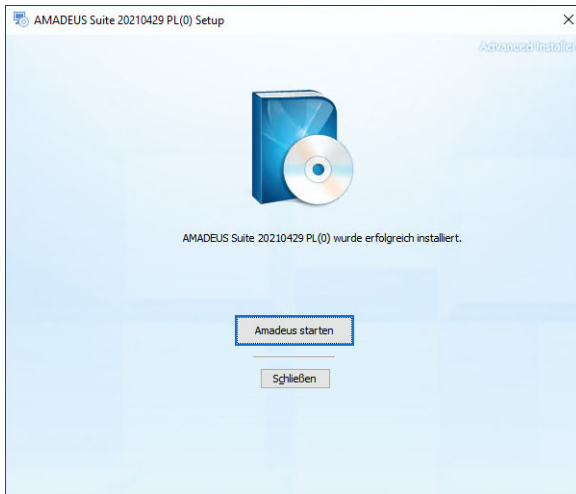 AMADEUS Suite 20210429 PL(0) Setup
Advanced Installer
AMADEUS Suite 20210429 PL(0) wurde erfolgreich installiert.
Amadeus starten
Schließen